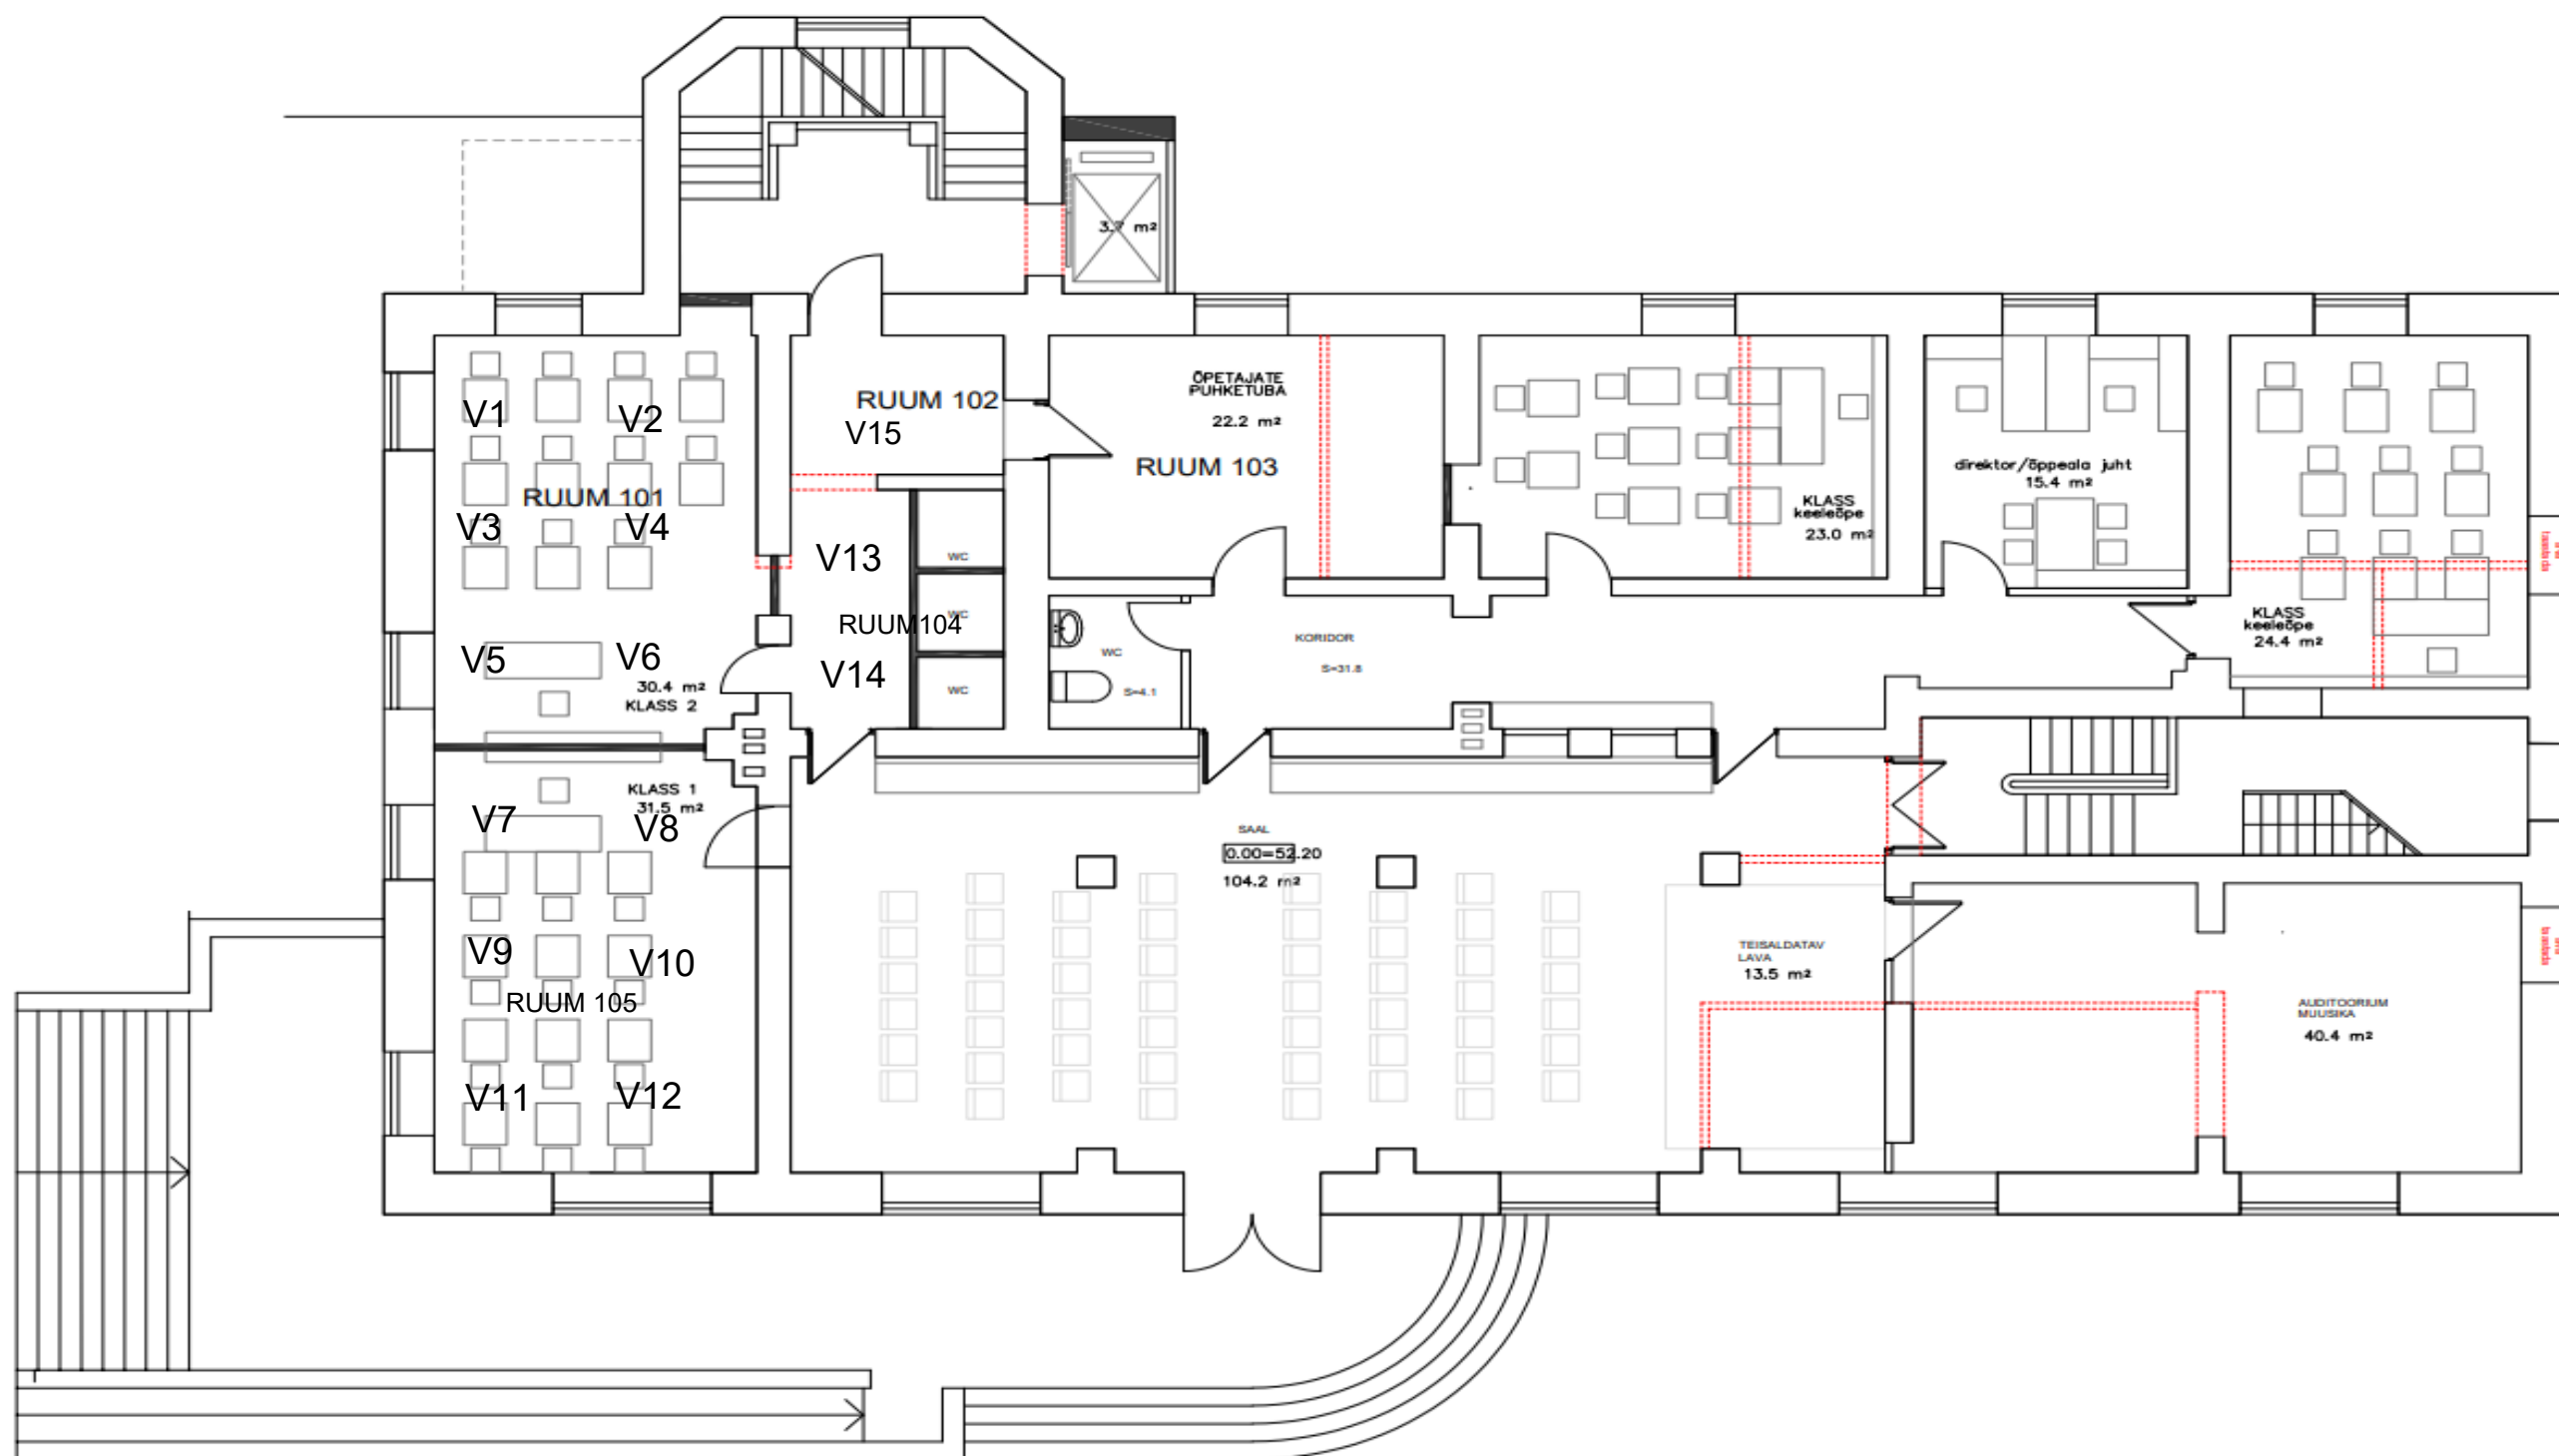 3.7 m²
RUUM 102
V15
ÕPETAJATE
PUHKETUBA
22.2 m²
RUUM 103
V1
V2
RUUM 101
V3
V4
V5
V6
30.4 m²
KLASS 2
V13
RUUM104
V14
WC
WC
WC
WC
S=4.1
KORIDOR
S=31.8
KLASS
keeleõpe
23.0 m²
direktor/õppeala juht
15.4 m²
KLASS
keeleõpe
24.4 m²
KLASS 1
31.5 m²
V7
V8
V9
V10
RUUM 105
V11
V12
SAAL
0.00=52.20
104.2 m²
TEISALDATAV
LAVA
13.5 m²
AUDITOORIUM
MUUSIKA
40.4 m²